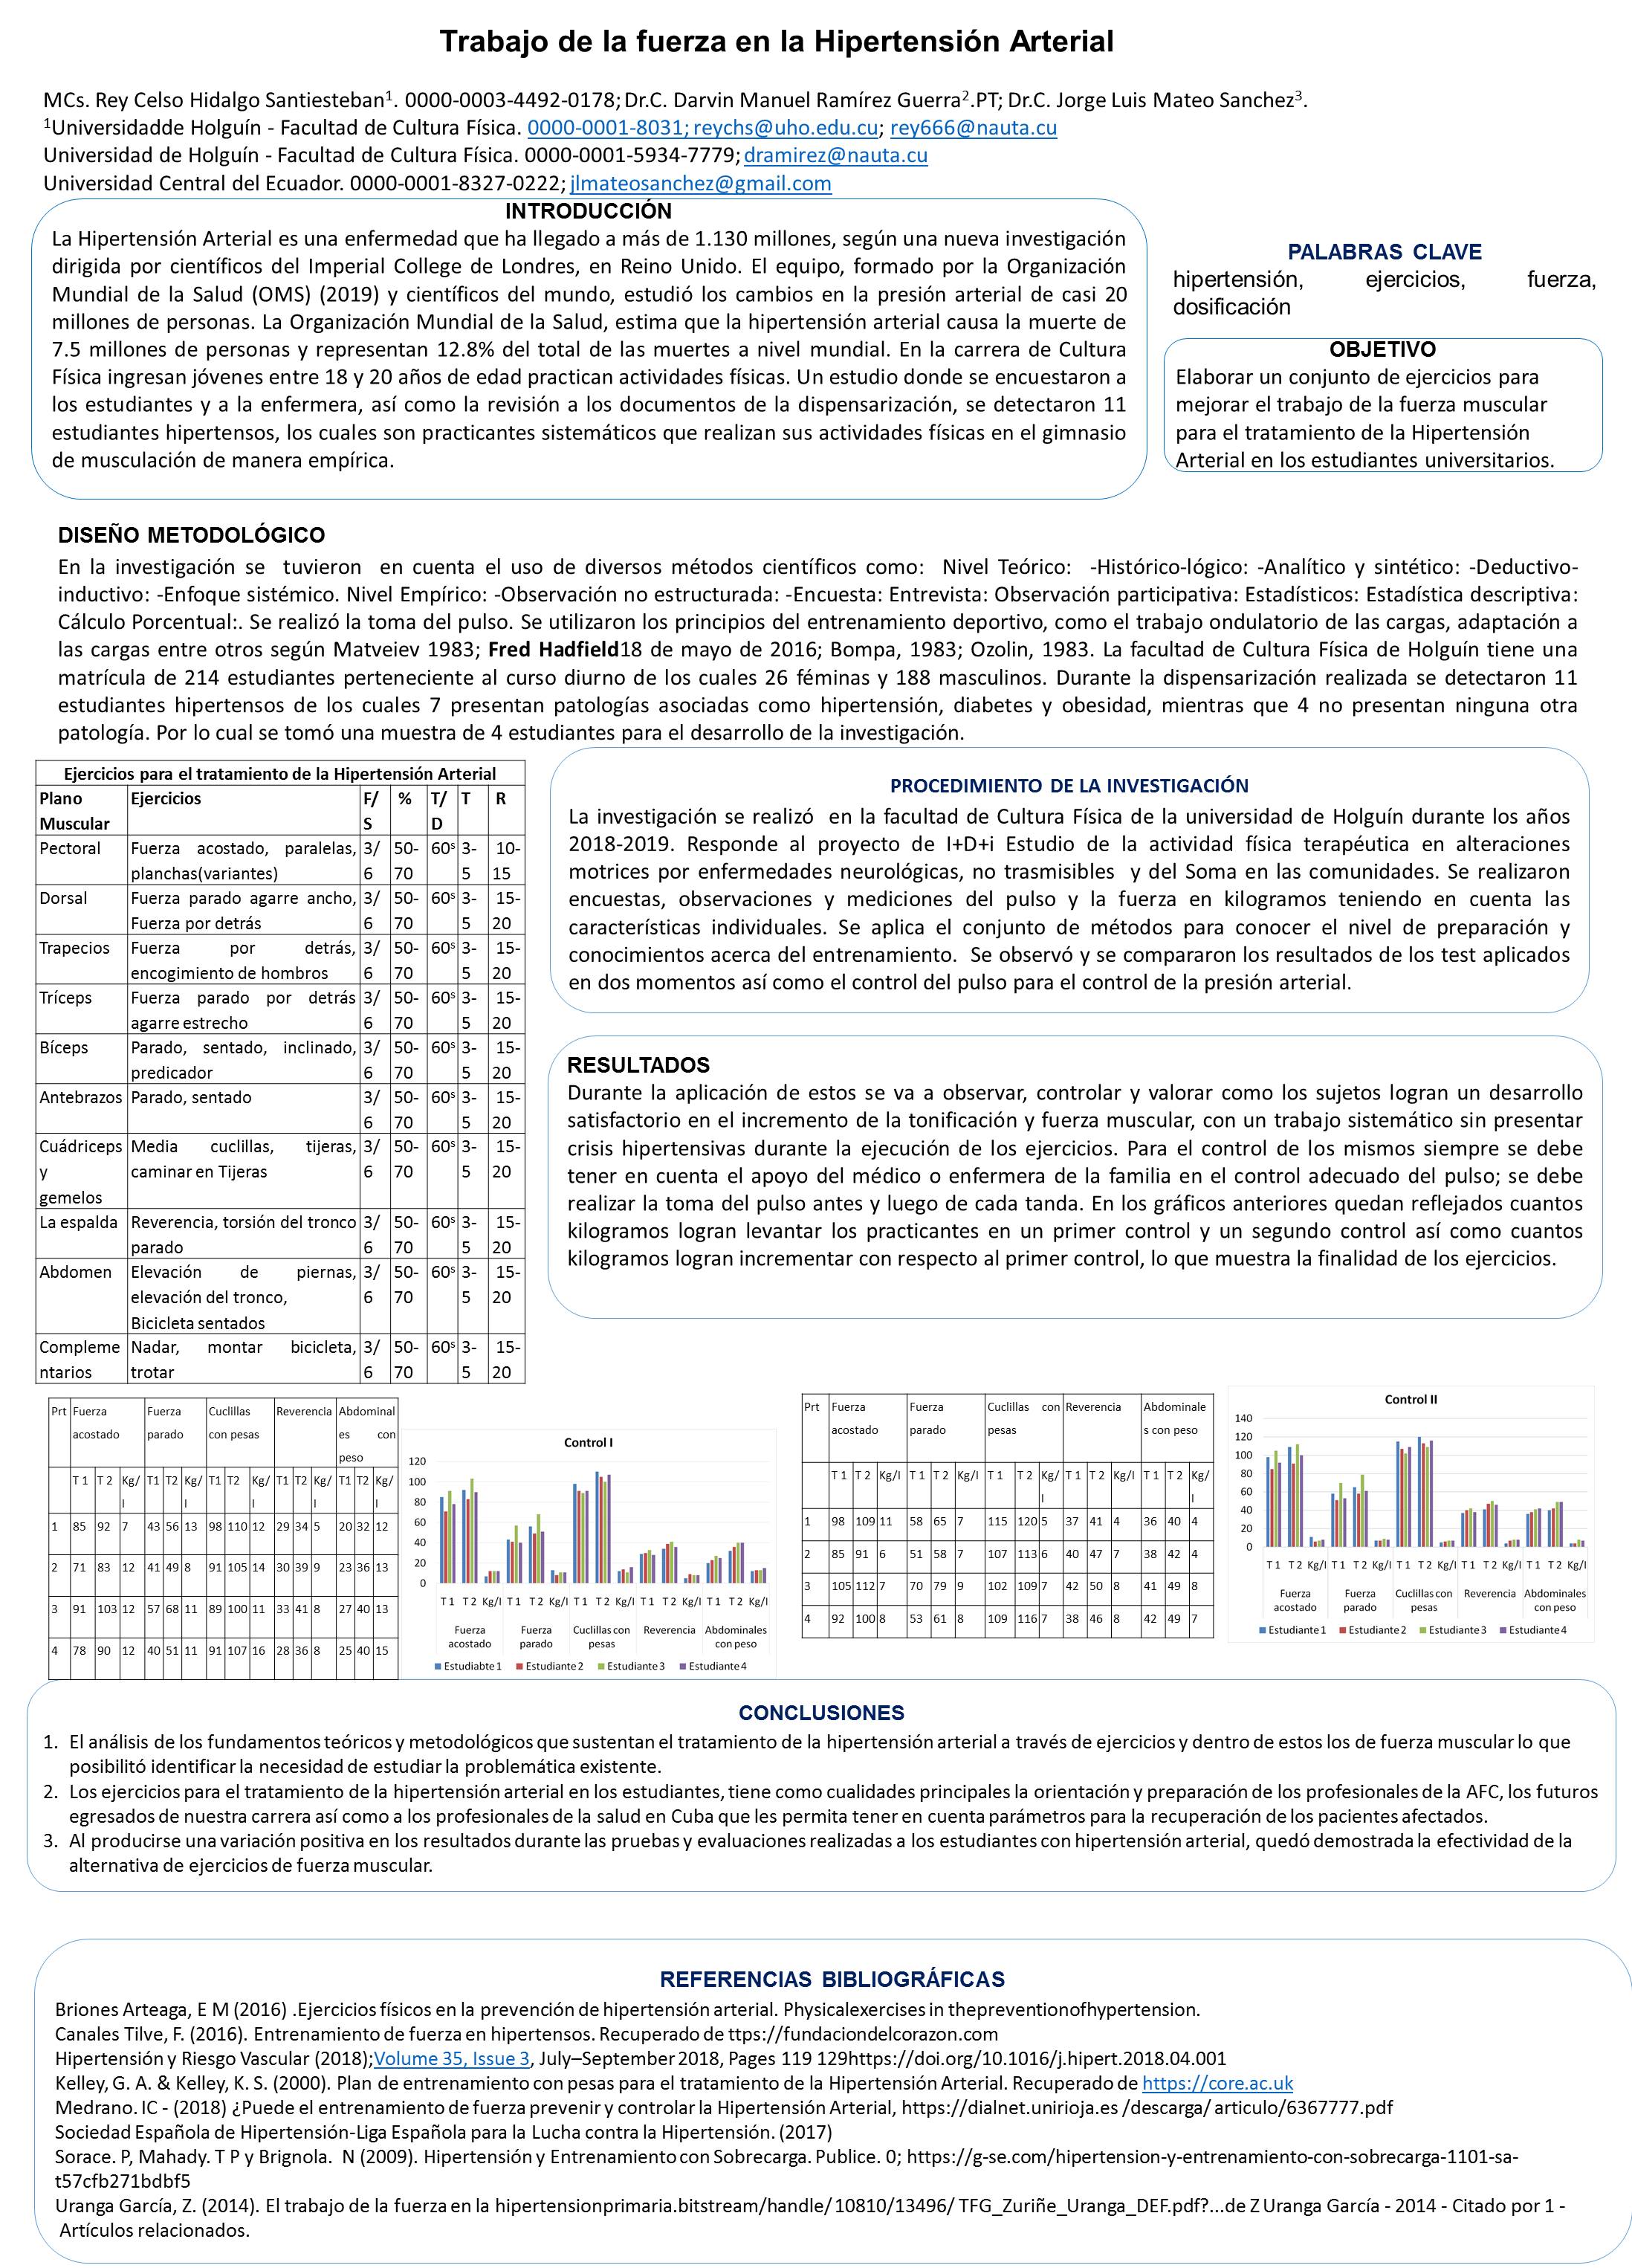 Trabajo de la fuerza en la Hipertensión Arterial
MCs. Rey Celso Hidalgo Santiesteban1. 0000-0003-4492-0178; Dr.C. Darvin Manuel Ramírez Guerra2.PT; Dr.C. Jorge Luis Mateo Sanchez3.
1Universidadde Holguín - Facultad de Cultura Física. 0000-0001-8031; reychs@uho.edu.cu; rey666@nauta.cu
Universidad de Holguín - Facultad de Cultura Física. 0000-0001-5934-7779; dramirez@nauta.cu
Universidad Central del Ecuador. 0000-0001-8327-0222; jlmateosanchez@gmail.com
INTRODUCCIÓN
La Hipertensión Arterial es una enfermedad que ha llegado a más de 1.130 millones, según una nueva investigación
dirigida por científicos del Imperial College de Londres, en Reino Unido. El equipo, formado por la Organización
Mundial de la Salud (OMS) (2019) y científicos del mundo, estudió los cambios en la presión arterial de casi 20
millones de personas. La Organización Mundial de la Salud, estima que la hipertensión arterial causa la muerte de
7.5 millones de personas y representan 12.8% del total de las muertes a nivel mundial. En la carrera de Cultura
Física ingresan jóvenes entre 18 y 20 años de edad practican actividades físicas. Un estudio donde se encuestaron a
los estudiantes y a la enfermera, así como la revisión a los documentos de la dispensarización, se detectaron 11
estudiantes hipertensos, los cuales son practicantes sistemáticos que realizan sus actividades físicas en el gimnasio
de musculación de manera empírica.
PALABRAS CLAVE
hipertensión, ejercicios, fuerza,
dosificación
OBJETIVO
Elaborar un conjunto de ejercicios para
mejorar el trabajo de la fuerza muscular
para el tratamiento de la Hipertensión
Arterial en los estudiantes universitarios.
DISEÑO METODOLÓGICO
En la investigación se tuvieron en cuenta el uso de diversos métodos científicos como: Nivel Teórico: -Histórico-lógico: -Analítico y sintético: -Deductivo-
inductivo: -Enfoque sistémico. Nivel Empírico: -Observación no estructurada: -Encuesta: Entrevista: Observación participativa: Estadísticos: Estadística descriptiva:
Cálculo Porcentual:. Se realizó la toma del pulso. Se utilizaron los principios del entrenamiento deportivo, como el trabajo ondulatorio de las cargas, adaptación a
las cargas entre otros según Matveiev 1983; Fred Hadfield18 de mayo de 2016; Bompa, 1983; Ozolin, 1983. La facultad de Cultura Física de Holguín tiene una
matrícula de 214 estudiantes perteneciente al curso diurno de los cuales 26 féminas y 188 masculinos. Durante la dispensarización realizada se detectaron 11
estudiantes hipertensos de los cuales 7 presentan patologías asociadas como hipertensión, diabetes y obesidad, mientras que 4 no presentan ninguna otra
patología. Por lo cual se tomó una muestra de 4 estudiantes para el desarrollo de la investigación.
Ejercicios para el tratamiento de la Hipertensión Arterial
Plano Ejercicios F/ % T/ T R
Muscular S D
Pectoral Fuerza acostado, paralelas, 3/ 50- 60s 3- 10-
planchas(variantes) 6 70 5 15
Dorsal Fuerza parado agarre ancho, 3/ 50- 60s 3- 15-
Fuerza por detrás 6 70 5 20
Trapecios Fuerza por detrás, 3/ 50- 60s 3- 15-
encogimiento de hombros 6 70 5 20
Tríceps Fuerza parado por detrás 3/ 50- 60s 3- 15-
agarre estrecho 6 70 5 20
Bíceps Parado, sentado, inclinado, 3/ 50- 60s 3- 15-
predicador 6 70 5 20
Antebrazos Parado, sentado 3/ 50- 60s 3- 15-
6 70 5 20
Cuádriceps Media cuclillas, tijeras, 3/ 50- 60s 3- 15-
y caminar en Tijeras 6 70 5 20
gemelos
La espalda Reverencia, torsión del tronco 3/ 50- 60s 3- 15-
parado 6 70 5 20
Abdomen Elevación de piernas, 3/ 50- 60s 3- 15-
elevación del tronco, 6 70 5 20
Bicicleta sentados
Compleme Nadar, montar bicicleta, 3/ 50- 60s 3- 15-
ntarios trotar 6 70 5 20
PROCEDIMIENTO DE LA INVESTIGACIÓN
La investigación se realizó en la facultad de Cultura Física de la universidad de Holguín durante los años
2018-2019. Responde al proyecto de I+D+i Estudio de la actividad física terapéutica en alteraciones
motrices por enfermedades neurológicas, no trasmisibles y del Soma en las comunidades. Se realizaron
encuestas, observaciones y mediciones del pulso y la fuerza en kilogramos teniendo en cuenta las
características individuales. Se aplica el conjunto de métodos para conocer el nivel de preparación y
conocimientos acerca del entrenamiento. Se observó y se compararon los resultados de los test aplicados
en dos momentos así como el control del pulso para el control de la presión arterial.
RESULTADOS
Durante la aplicación de estos se va a observar, controlar y valorar como los sujetos logran un desarrollo
satisfactorio en el incremento de la tonificación y fuerza muscular, con un trabajo sistemático sin presentar
crisis hipertensivas durante la ejecución de los ejercicios. Para el control de los mismos siempre se debe
tener en cuenta el apoyo del médico o enfermera de la familia en el control adecuado del pulso; se debe
realizar la toma del pulso antes y luego de cada tanda. En los gráficos anteriores quedan reflejados cuantos
kilogramos logran levantar los practicantes en un primer control y un segundo control así como cuantos
kilogramos logran incrementar con respecto al primer control, lo que muestra la finalidad de los ejercicios.
Prt Fuerza Fuerza Cuclillas Reverencia Abdominal
acostado parado con pesas es con
peso
T 1 T 2 Kg/ T1 T2 Kg/ T1 T2 Kg/ T1 T2 Kg/ T1 T2 Kg/
I I I I I
1 85 92 7 43 56 13 98 110 12 29 34 5 20 32 12
2 71 83 12 41 49 8 91 105 14 30 39 9 23 36 13
3 91 103 12 57 68 11 89 100 11 33 41 8 27 40 13
4 78 90 12 40 51 11 91 107 16 28 36 8 25 40 15
Control I
120
100
80
60
40
20
0
T 1 T 2 Kg/I T 1 T 2 Kg/I T 1 T 2 Kg/I T 1 T 2 Kg/I T 1 T 2 Kg/I
Fuerza Fuerza Cuclillas con Reverencia Abdominales
acostado parado pesas con peso
Estudiabte 1 Estudiante 2 Estudiante 3 Estudiante 4
Prt Fuerza Fuerza Cuclillas con Reverencia Abdominale
acostado parado pesas s con peso
T 1 T 2 Kg/I T 1 T 2 Kg/I T 1 T 2 Kg/ T 1 T 2 Kg/I T 1 T 2 Kg/
I I
1 98 109 11 58 65 7 115 120 5 37 41 4 36 40 4
2 85 91 6 51 58 7 107 113 6 40 47 7 38 42 4
3 105 112 7 70 79 9 102 109 7 42 50 8 41 49 8
4 92 100 8 53 61 8 109 116 7 38 46 8 42 49 7
Control II
140
120
100
80
60
40
20
0
T 1 T 2 Kg/I T 1 T 2 Kg/I T 1 T 2 Kg/I T 1 T 2 Kg/I T 1 T 2 Kg/I
Fuerza Fuerza Cuclillas con Reverencia Abdominales
acostado parado pesas con peso
Estudiante 1 Estudiante 2 Estudiante 3 Estudiante 4
CONCLUSIONES
1. El análisis de los fundamentos teóricos y metodológicos que sustentan el tratamiento de la hipertensión arterial a través de ejercicios y dentro de estos los de fuerza muscular lo que
posibilitó identificar la necesidad de estudiar la problemática existente.
2. Los ejercicios para el tratamiento de la hipertensión arterial en los estudiantes, tiene como cualidades principales la orientación y preparación de los profesionales de la AFC, los futuros
egresados de nuestra carrera así como a los profesionales de la salud en Cuba que les permita tener en cuenta parámetros para la recuperación de los pacientes afectados.
3. Al producirse una variación positiva en los resultados durante las pruebas y evaluaciones realizadas a los estudiantes con hipertensión arterial, quedó demostrada la efectividad de la
alternativa de ejercicios de fuerza muscular.
REFERENCIAS BIBLIOGRÁFICAS
Briones Arteaga, E M (2016) .Ejercicios físicos en la prevención de hipertensión arterial. Physicalexercises in thepreventionofhypertension.
Canales Tilve, F. (2016). Entrenamiento de fuerza en hipertensos. Recuperado de ttps://fundaciondelcorazon.com
Hipertensión y Riesgo Vascular (2018);Volume 35, Issue 3, July–September 2018, Pages 119 129https://doi.org/10.1016/j.hipert.2018.04.001
Kelley, G. A. & Kelley, K. S. (2000). Plan de entrenamiento con pesas para el tratamiento de la Hipertensión Arterial. Recuperado de https://core.ac.uk
Medrano. IC - (2018) ¿Puede el entrenamiento de fuerza prevenir y controlar la Hipertensión Arterial, https://dialnet.unirioja.es /descarga/ articulo/6367777.pdf
Sociedad Española de Hipertensión-Liga Española para la Lucha contra la Hipertensión. (2017)
Sorace. P, Mahady. T P y Brignola. N (2009). Hipertensión y Entrenamiento con Sobrecarga. Publice. 0; https://g-se.com/hipertension-y-entrenamiento-con-sobrecarga-1101-sa-
t57cfb271bdbf5
Uranga García, Z. (2014). El trabajo de la fuerza en la hipertensionprimaria.bitstream/handle/ 10810/13496/ TFG_Zuriñe_Uranga_DEF.pdf?...de Z Uranga García - 2014 - Citado por 1 -
Artículos relacionados.